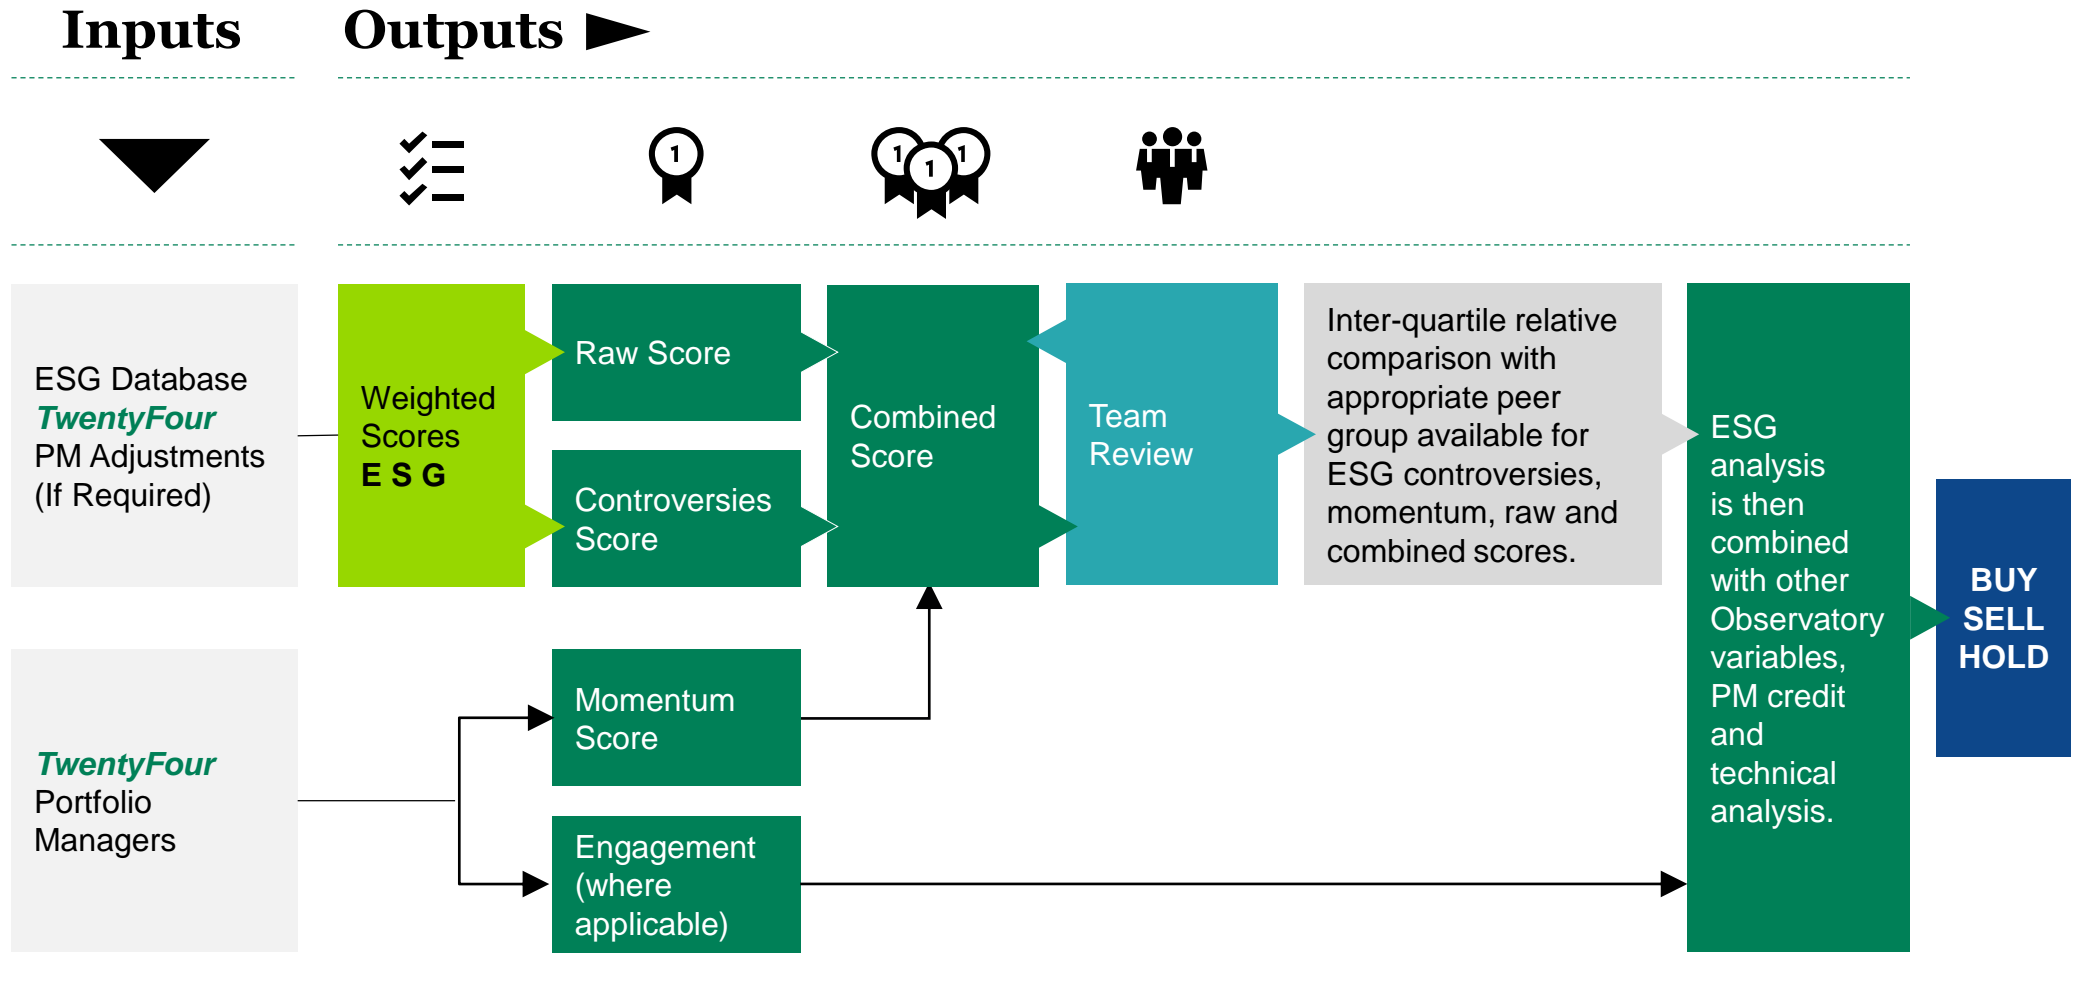 Inputs
Outputs
1
1
1
1
ESG Database
TwentyFour
PM Adjustments
(If Required)
Weighted
Scores
E S G
Raw Score
Controversies
Score
Combined
Score
Team
Review
Inter-quartile relative
comparison with
appropriate peer
group available for
ESG controversies,
momentum, raw and
combined scores.
ESG
analysis
is then
combined
with other
Observatory
variables,
PM credit
and
technical
analysis.
BUY
SELL
HOLD
TwentyFour
Portfolio
Managers
Momentum
Score
Engagement
(where
applicable)